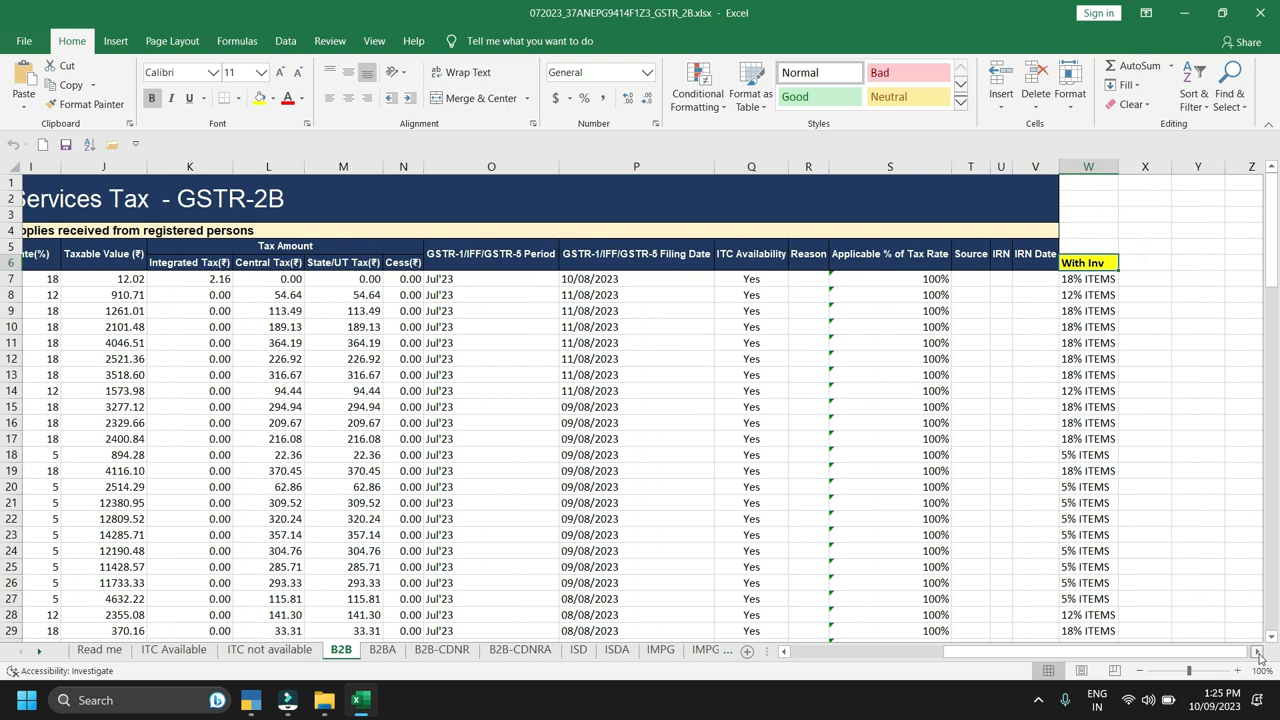 072023_37ANEPG9414F1Z3_GSTR_2B.xlsx - Excel
Sign in
File Home Insert Page Layout Formulas Data Review View Help Tell me what you want to do Share
Paste Cut Copy Format Painter
Calibri 11
B I U A
Wrap Text Merge & Center
General $ % ,
Conditional Formatting Format as Table
Normal Bad Good Neutral
Insert Delete Format
AutoSum Fill Clear Sort & Filter Find & Select
Clipboard Font Alignment Number Styles Cells Editing
I J K L M N O P Q R S T U V W X Y Z
1
2 Services Tax - GSTR-2B
3
4 pplies received from registered persons
5 te(%) Taxable Value (₹) Tax Amount GSTR-1/IFF/GSTR-5 Period GSTR-1/IFF/GSTR-5 Filing Date ITC Availability Reason Applicable % of Tax Rate Source IRN IRN Date
6 Integrated Tax(₹) Central Tax(₹) State/UT Tax(₹) Cess(₹) With Inv
7 18 12.02 2.16 0.00 0.00 0.00 Jul'23 10/08/2023 Yes 100% 18% ITEMS
8 12 910.71 0.00 54.64 54.64 0.00 Jul'23 11/08/2023 Yes 100% 12% ITEMS
9 18 1261.01 0.00 113.49 113.49 0.00 Jul'23 11/08/2023 Yes 100% 18% ITEMS
10 18 2101.48 0.00 189.13 189.13 0.00 Jul'23 11/08/2023 Yes 100% 18% ITEMS
11 18 4046.51 0.00 364.19 364.19 0.00 Jul'23 11/08/2023 Yes 100% 18% ITEMS
12 18 2521.36 0.00 226.92 226.92 0.00 Jul'23 11/08/2023 Yes 100% 18% ITEMS
13 18 3518.60 0.00 316.67 316.67 0.00 Jul'23 11/08/2023 Yes 100% 18% ITEMS
14 12 1573.98 0.00 94.44 94.44 0.00 Jul'23 11/08/2023 Yes 100% 12% ITEMS
15 18 3277.12 0.00 294.94 294.94 0.00 Jul'23 09/08/2023 Yes 100% 18% ITEMS
16 18 2329.66 0.00 209.67 209.67 0.00 Jul'23 09/08/2023 Yes 100% 18% ITEMS
17 18 2400.84 0.00 216.08 216.08 0.00 Jul'23 09/08/2023 Yes 100% 18% ITEMS
18 5 894.28 0.00 22.36 22.36 0.00 Jul'23 09/08/2023 Yes 100% 5% ITEMS
19 18 4116.10 0.00 370.45 370.45 0.00 Jul'23 09/08/2023 Yes 100% 18% ITEMS
20 5 2514.29 0.00 62.86 62.86 0.00 Jul'23 09/08/2023 Yes 100% 5% ITEMS
21 5 12380.95 0.00 309.52 309.52 0.00 Jul'23 09/08/2023 Yes 100% 5% ITEMS
22 5 12809.52 0.00 320.24 320.24 0.00 Jul'23 09/08/2023 Yes 100% 5% ITEMS
23 5 14285.71 0.00 357.14 357.14 0.00 Jul'23 09/08/2023 Yes 100% 5% ITEMS
24 5 12190.48 0.00 304.76 304.76 0.00 Jul'23 09/08/2023 Yes 100% 5% ITEMS
25 5 11428.57 0.00 285.71 285.71 0.00 Jul'23 09/08/2023 Yes 100% 5% ITEMS
26 5 11733.33 0.00 293.33 293.33 0.00 Jul'23 09/08/2023 Yes 100% 5% ITEMS
27 5 4632.22 0.00 115.81 115.81 0.00 Jul'23 08/08/2023 Yes 100% 5% ITEMS
28 12 2355.08 0.00 141.30 141.30 0.00 Jul'23 08/08/2023 Yes 100% 12% ITEMS
29 18 370.16 0.00 33.31 33.31 0.00 Jul'23 08/08/2023 Yes 100% 18% ITEMS
Read me ITC Available ITC not available B2B B2BA B2B-CDNR B2B-CDNRA ISD ISDA IMPG IMPG ...
Accessibility: Investigate 100%
Search ENG IN 1:25 PM 10/09/2023